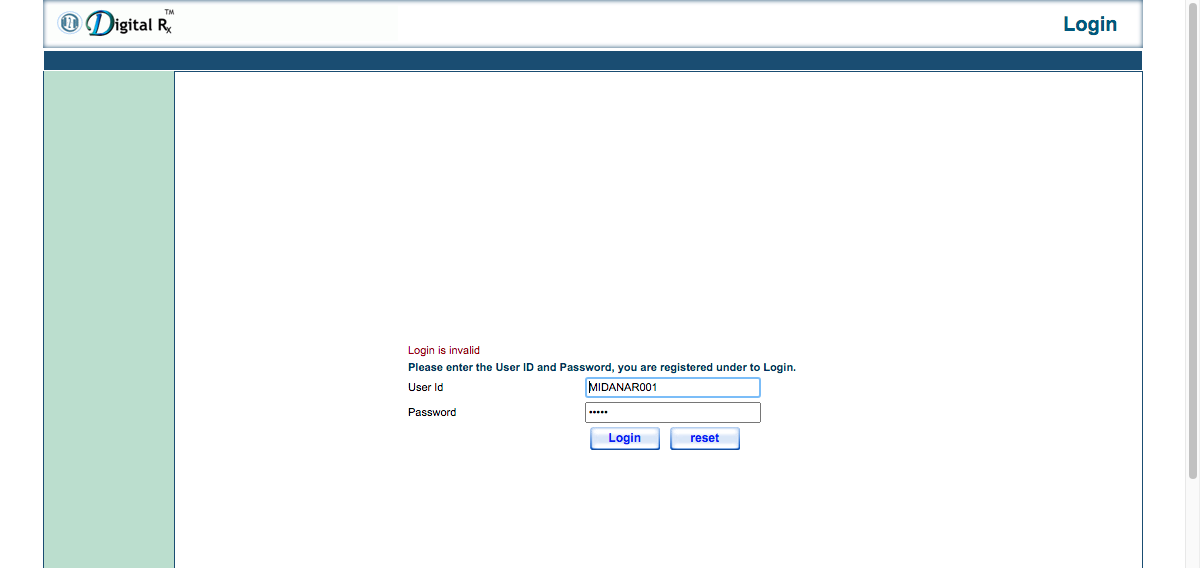 Digital Rx TM
Login
Login is invalid
Please enter the User ID and Password, you are registered under to Login.
User Id MIDANAR001
Password •••••
Login reset